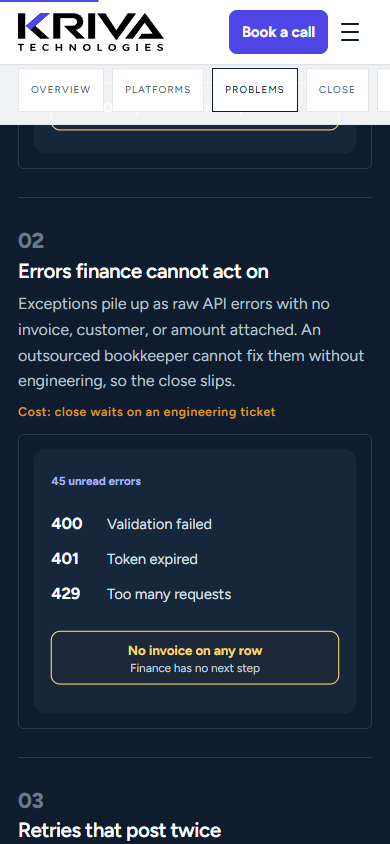 KRIVA
TECHNOLOGIES
Book a call
OVERVIEW
PLATFORMS
PROBLEMS
CLOSE
02
Errors finance cannot act on
Exceptions pile up as raw API errors with no
invoice, customer, or amount attached. An
outsourced bookkeeper cannot fix them without
engineering, so the close slips.
Cost: close waits on an engineering ticket
45 unread errors
400 Validation failed
401 Token expired
429 Too many requests
No invoice on any row
Finance has no next step
03
Retries that post twice